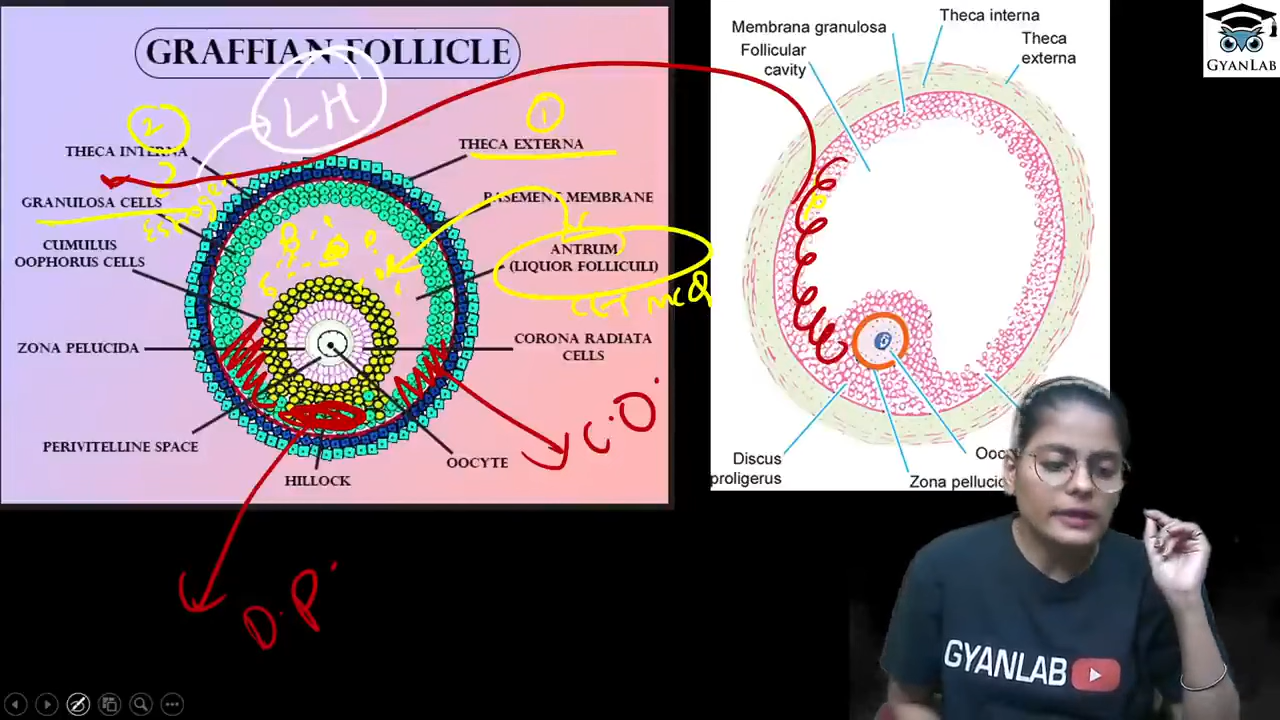 GRAFFIAN FOLLICLE
LH
2
1
THECA INTERNA
THECA EXTERNA
GRANULOSA CELLS
BASEMENT MEMBRANE
CUMULUS
OOPHORUS CELLS
ANTRUM
(LIQUOR FOLLICULI)
ZONA PELUCIDA
CORONA RADIATA
CELLS
PERIVITELLINE SPACE
OOCYTE
HILLOCK
C.O.
D.P.
Membrana granulosa
Follicular
cavity
Theca interna
Theca
externa
Discus
proligerus
Zona pellucid
GYANLAB
GYANLAB